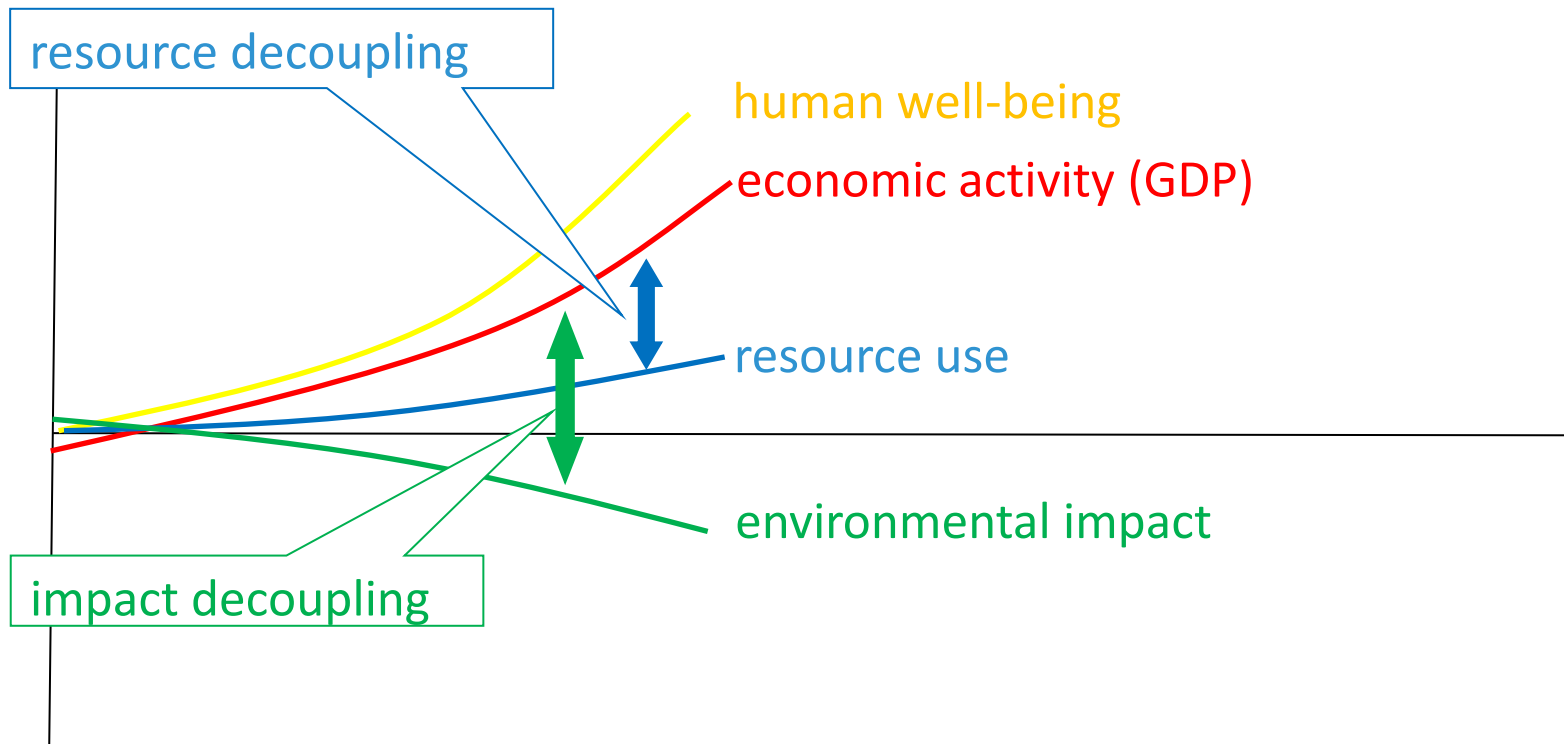 resource decoupling
human well-being
economic activity (GDP)
resource use
environmental impact
impact decoupling